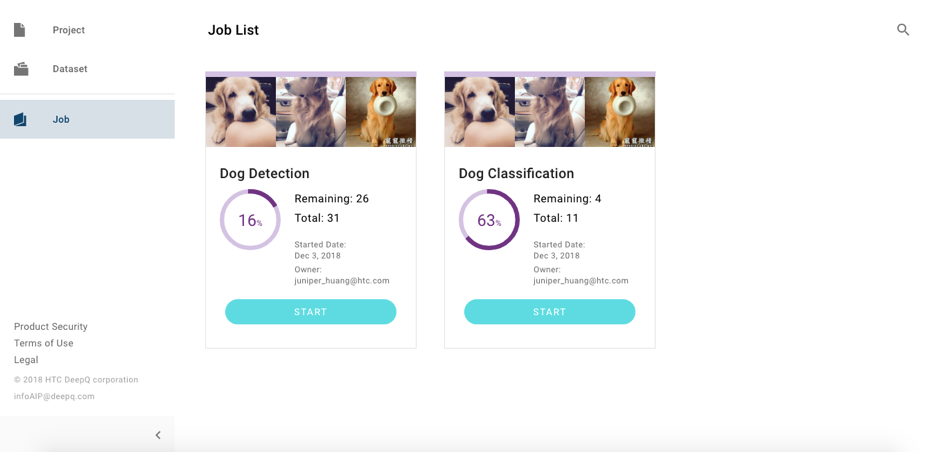 Project
Dataset
Job
Job List
Dog Detection
16%
Remaining: 26
Total: 31
Started Date:
Dec 3, 2018
Owner:
juniper_huang@htc.com
START
Dog Classification
63%
Remaining: 4
Total: 11
Started Date:
Dec 3, 2018
Owner:
juniper_huang@htc.com
START
Product Security
Terms of Use
Legal
© 2018 HTC DeepQ corporation
infoAIP@deepq.com